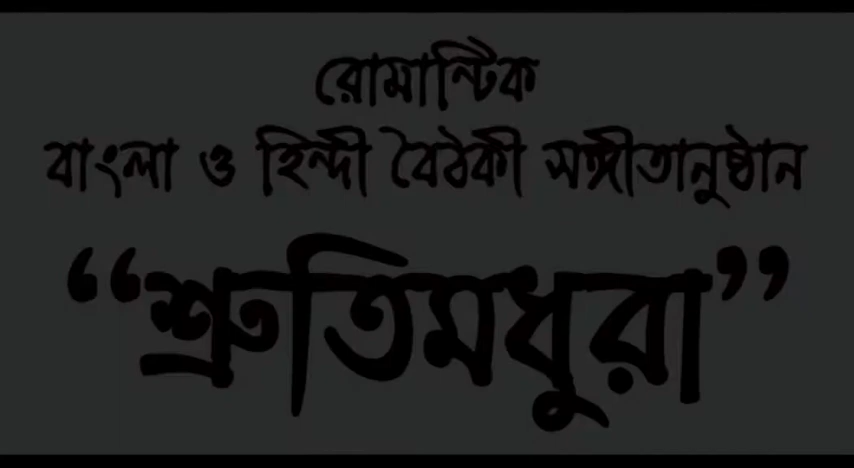 রোমান্টিক
বাংলা ও হিন্দী বৈঠকী সঙ্গীতানুষ্ঠান
“শ্রুতিমধুরা”